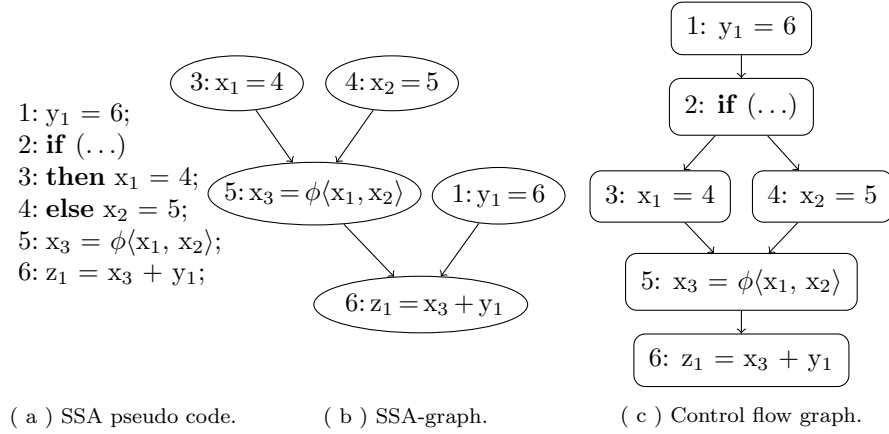 1: y₁ = 6;
2: if (...)
3: then x₁ = 4;
4: else x₂ = 5;
5: x₃ = ϕ⟨x₁, x₂⟩;
6: z₁ = x₃ + y₁;
( a ) SSA pseudo code.
3: x₁ = 4
4: x₂ = 5
5: x₃ = ϕ⟨x₁, x₂⟩
1: y₁ = 6
6: z₁ = x₃ + y₁
( b ) SSA-graph.
1: y₁ = 6
2: if (...)
3: x₁ = 4
4: x₂ = 5
5: x₃ = ϕ⟨x₁, x₂⟩
6: z₁ = x₃ + y₁
( c ) Control flow graph.